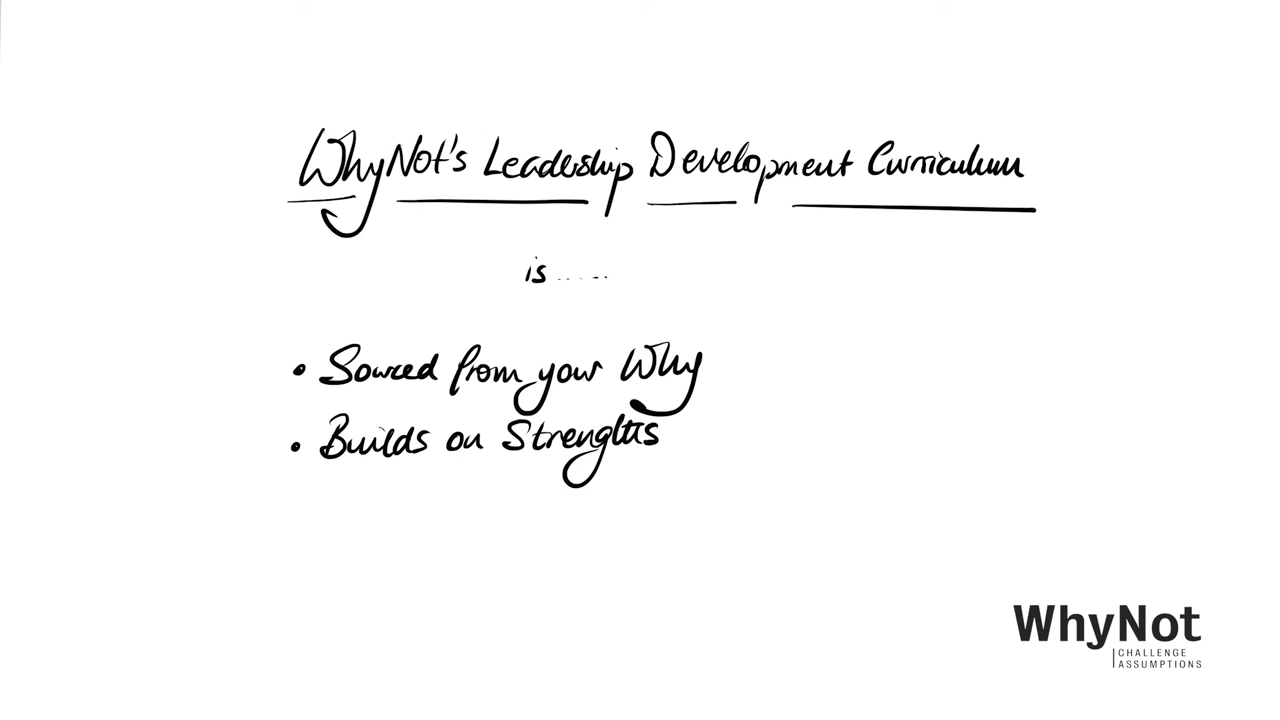 WhyNot's Leadership Development Curriculum
is......
• Sourced from your Why
• Builds on Strengths
WhyNot
CHALLENGE
ASSUMPTIONS